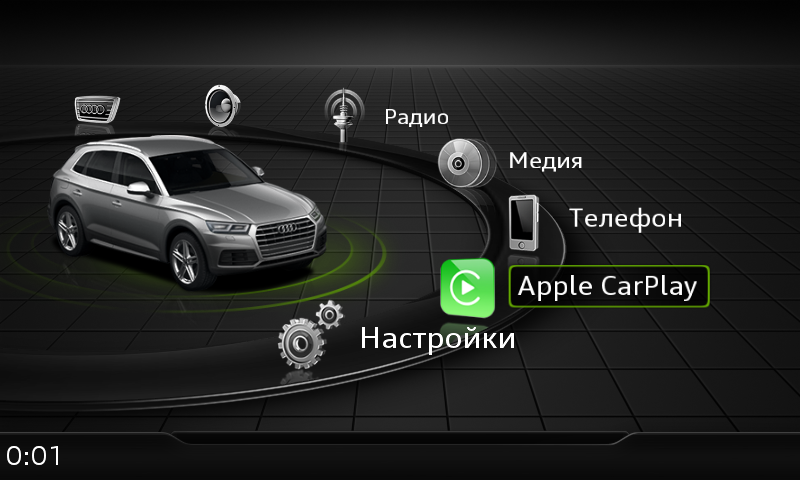 Радио
Медия
Телефон
Apple CarPlay
Настройки
0:01